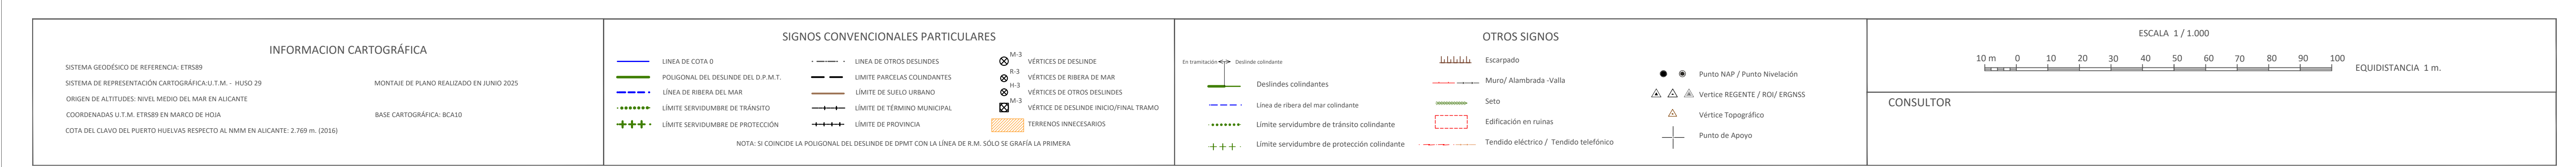 INFORMACION CARTOGRÁFICA
SISTEMA GEODÉSICO DE REFERENCIA: ETRS89
SISTEMA DE REPRESENTACIÓN CARTOGRÁFICA:U.T.M. - HUSO 29
MONTAJE DE PLANO REALIZADO EN JUNIO 2025
ORIGEN DE ALTITUDES: NIVEL MEDIO DEL MAR EN ALICANTE
COORDENADAS U.T.M. ETRS89 EN MARCO DE HOJA
BASE CARTOGRÁFICA: BCA10
COTA DEL CLAVO DEL PUERTO HUELVAS RESPECTO AL NMM EN ALICANTE: 2.769 m. (2016)
SIGNOS CONVENCIONALES PARTICULARES
LINEA DE COTA 0
POLIGONAL DEL DESLINDE DEL D.P.M.T.
LÍNEA DE RIBERA DEL MAR
LÍMITE SERVIDUMBRE DE TRÁNSITO
LÍMITE SERVIDUMBRE DE PROTECCIÓN
LINEA DE OTROS DESLINDES
LIMITE PARCELAS COLINDANTES
LÍMITE DE SUELO URBANO
LÍMITE DE TÉRMINO MUNICIPAL
LÍMITE DE PROVINCIA
M-3
VÉRTICES DE DESLINDE
R-3
VÉRTICES DE RIBERA DE MAR
H-3
VÉRTICES DE OTROS DESLINDES
M-3
VÉRTICE DE DESLINDE INICIO/FINAL TRAMO
TERRENOS INNECESARIOS
NOTA: SI COINCIDE LA POLIGONAL DEL DESLINDE DE DPMT CON LA LÍNEA DE R.M. SÓLO SE GRAFÍA LA PRIMERA
OTROS SIGNOS
En tramitación
Deslinde colindante
Deslindes colindantes
Linea de ribera del mar colindante
Límite servidumbre de tránsito colindante
Límite servidumbre de protección colindante
Escarpado
Muro/ Alambrada -Valla
Seto
Edificación en ruinas
Tendido eléctrico / Tendido telefónico
Punto NAP / Punto Nivelación
Vertice REGENTE / ROI/ ERGNSS
Vértice Topográfico
Punto de Apoyo
ESCALA 1 / 1.000
10 m 0 10 20 30 40 50 60 70 80 90 100
EQUIDISTANCIA 1 m.
CONSULTOR